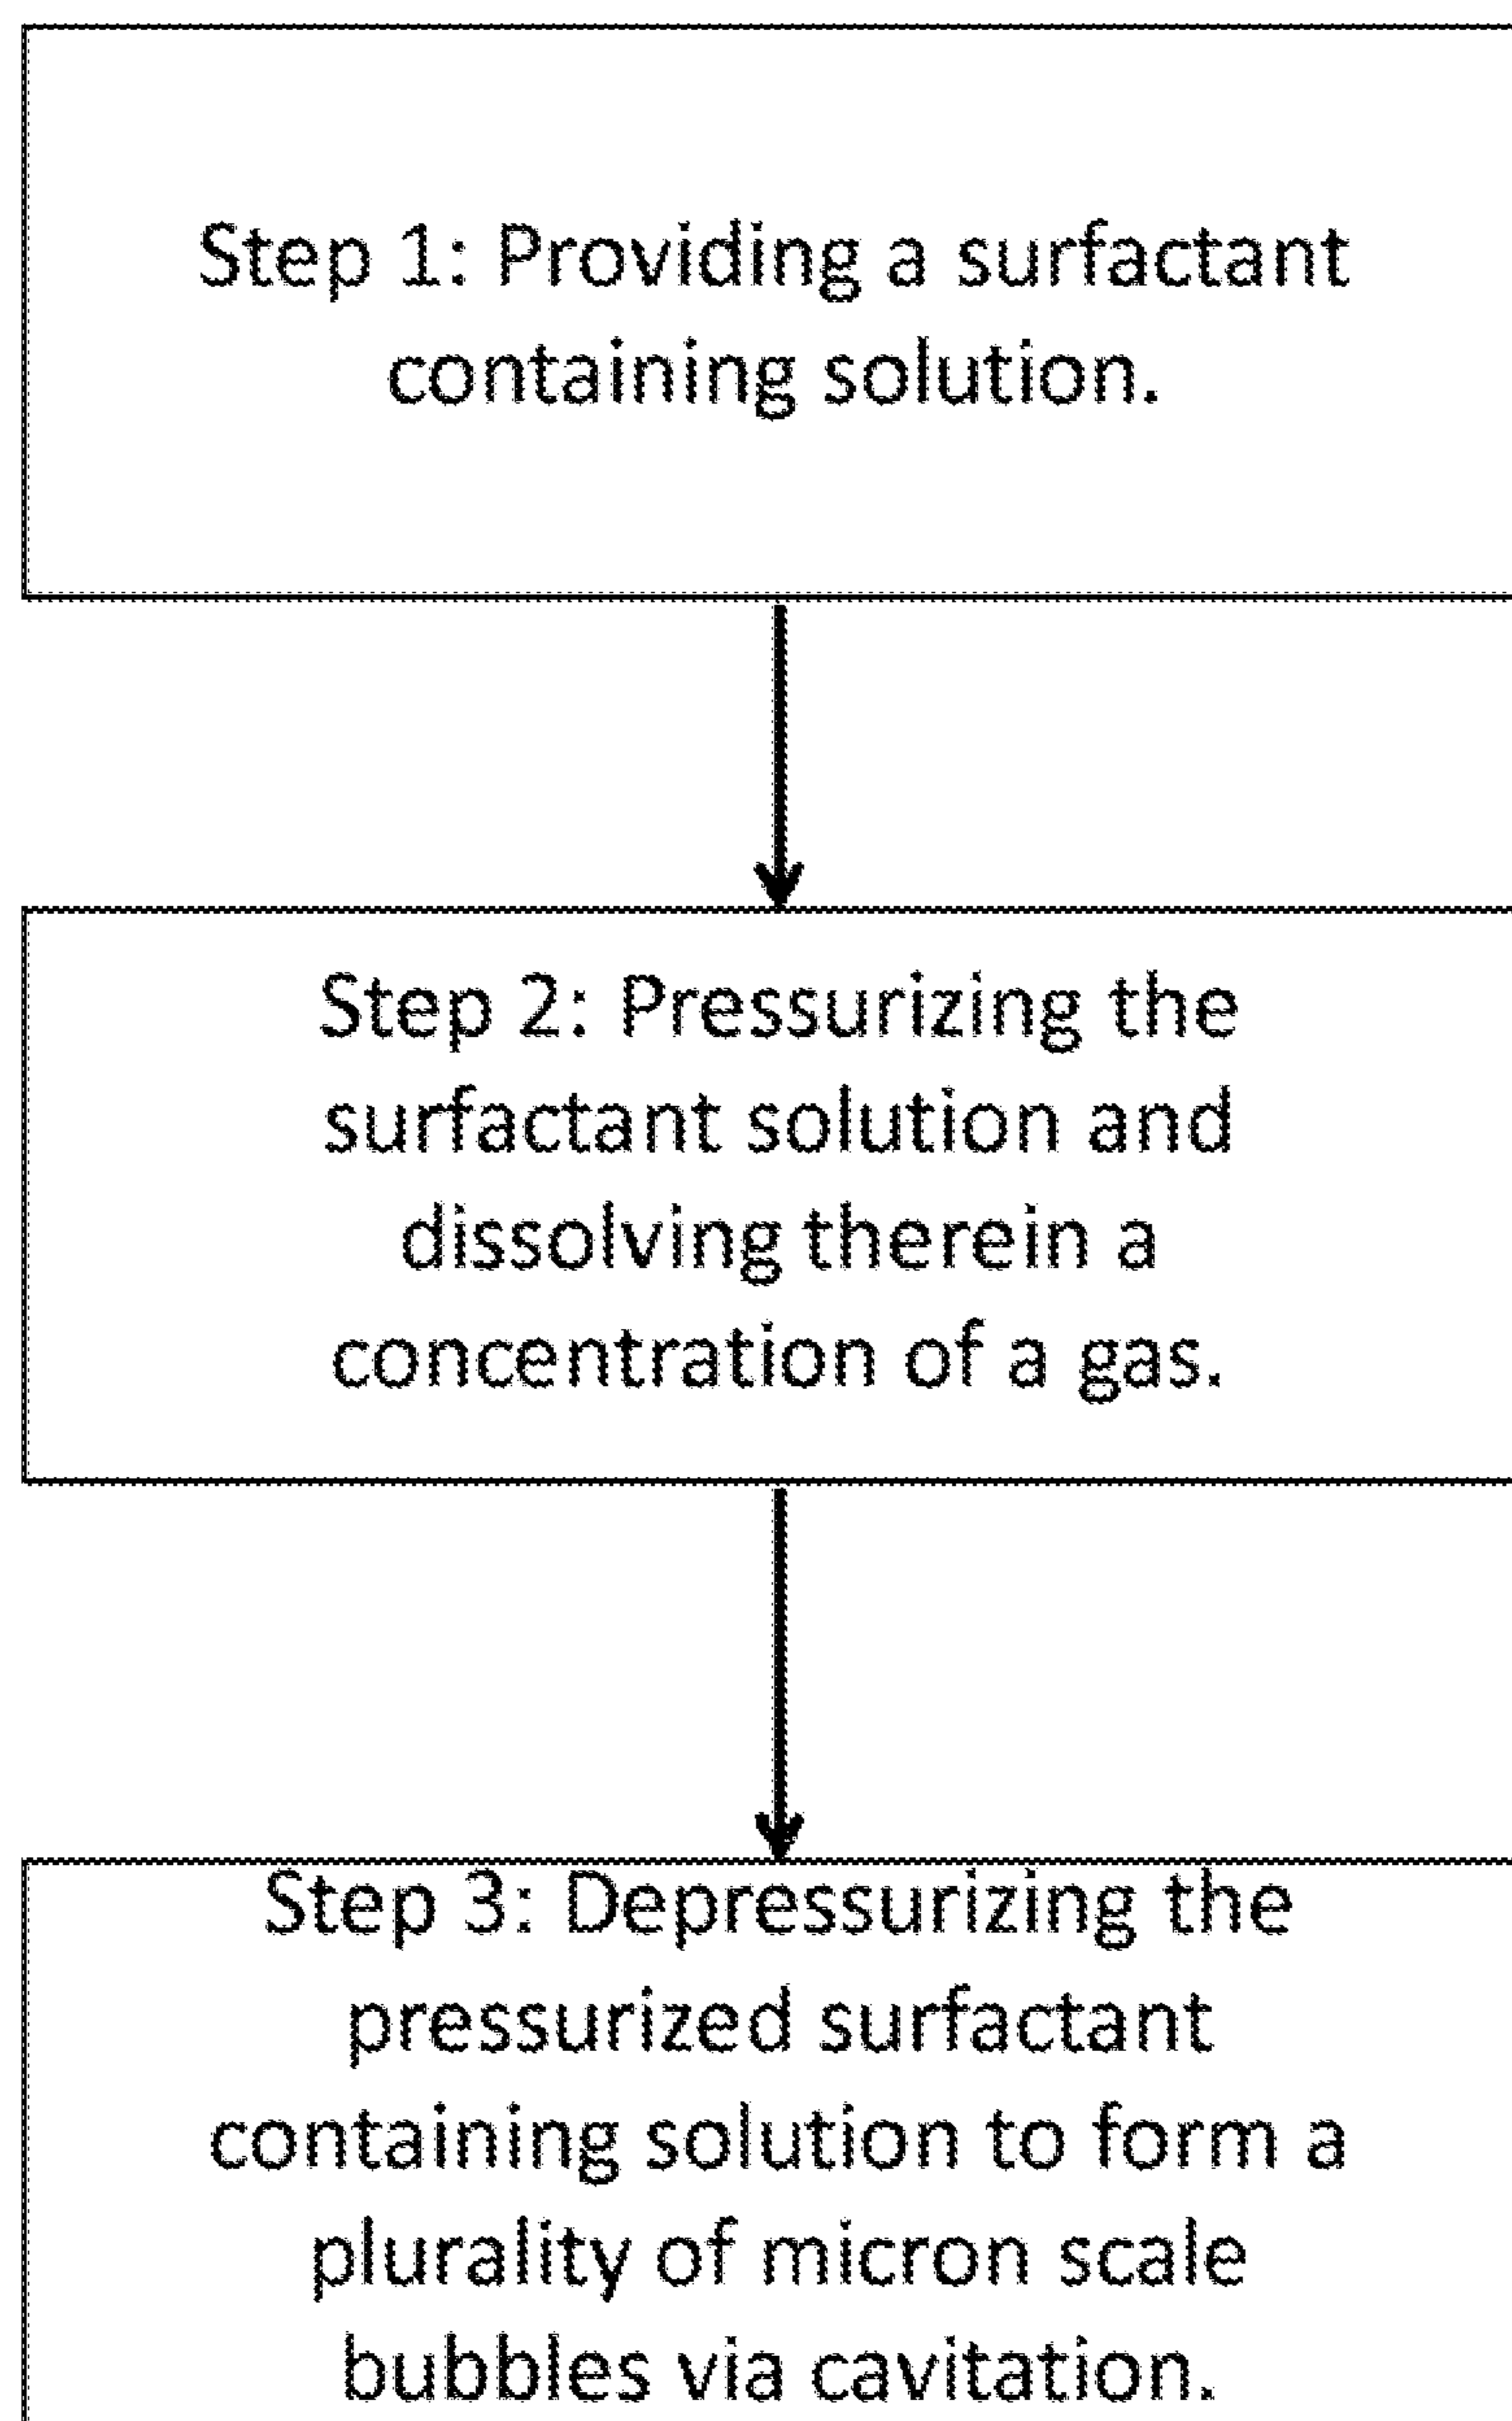 Step 1: Providing a surfactant
containing solution.
Step 2: Pressurizing the
surfactant solution and
dissolving therein a
concentration of a gas.
Step 3: Depressurizing the
pressurized surfactant
containing solution to form a
plurality of micron scale
bubbles via cavitation.